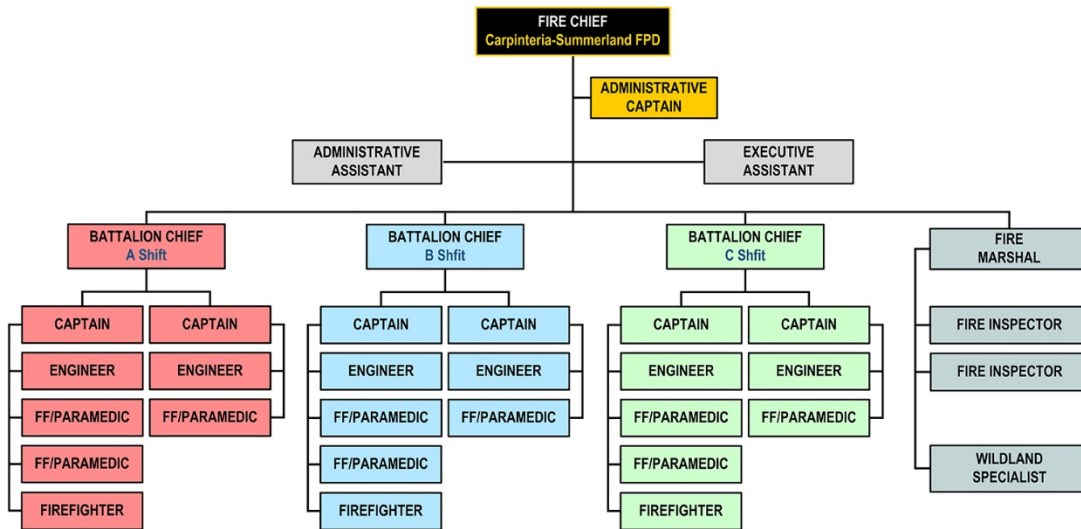 FIRE CHIEF
Carpinteria-Summerland FPD
ADMINISTRATIVE
CAPTAIN
ADMINISTRATIVE
ASSISTANT
EXECUTIVE
ASSISTANT
BATTALION CHIEF
A Shift
CAPTAIN
ENGINEER
FF/PARAMEDIC
FF/PARAMEDIC
FIREFIGHTER
CAPTAIN
ENGINEER
FF/PARAMEDIC
BATTALION CHIEF
B Shfit
CAPTAIN
ENGINEER
FF/PARAMEDIC
FF/PARAMEDIC
FIREFIGHTER
CAPTAIN
ENGINEER
FF/PARAMEDIC
BATTALION CHIEF
C Shfit
CAPTAIN
ENGINEER
FF/PARAMEDIC
FF/PARAMEDIC
FIREFIGHTER
CAPTAIN
ENGINEER
FF/PARAMEDIC
FIRE
MARSHAL
FIRE INSPECTOR
FIRE INSPECTOR
WILDLAND
SPECIALIST